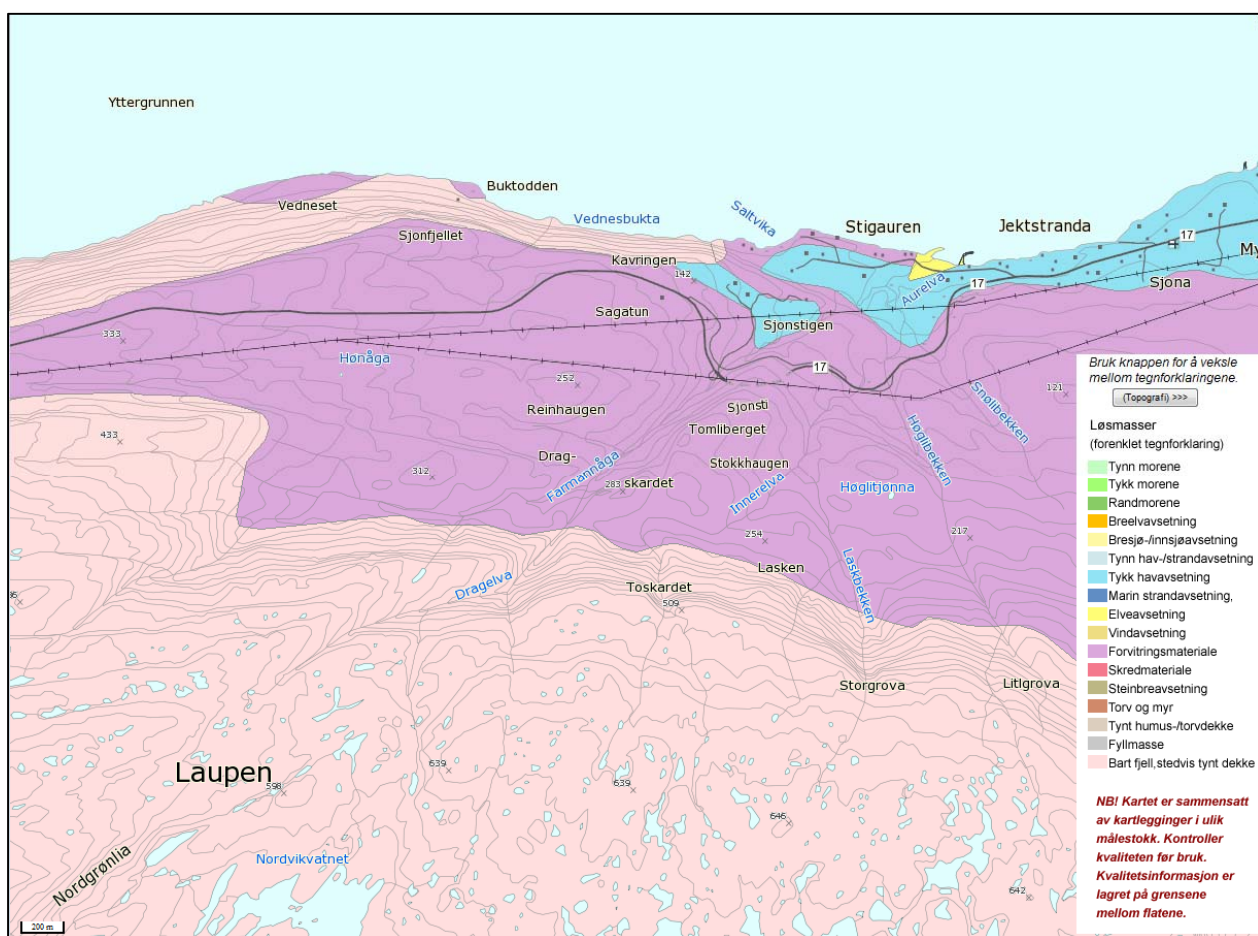 Yttergrunnen
Buktodden
Vedneset
Vednesbukta
Saltvika
Stigauren
Jektstranda
Sjonfjellet
17
My
Kavringen
142
Aurelva
17
Sjona
Sagatun
Sjonstigen
333
Hønåga
17
252
Reinhaugen
Sjonsti
Snølibekken
121
Tomliberget
Høglibekken
433
Drag-
Stokkhaugen
Farmannåga
312
283
skardet
Innerelva
Høglitjønna
254
217
Lasken
Laskbekken
Dragelva
Toskardet
509
Storgrova
Litlgrova
Laupen
598
639
639
646
Nordvikvatnet
Nordgrønlia
642
200 m
Bruk knappen for å veksle
mellom tegnforklaringene.
(Topografi) >>>
Løsmasser
(forenklet tegnforklaring)
Tynn morene
Tykk morene
Randmorene
Breelvavsetning
Bresjø-/innsjøavsetning
Tynn hav-/strandavsetning
Tykk havavsetning
Marin strandavsetning,
Elveavsetning
Vindavsetning
Forvitringsmateriale
Skredmateriale
Steinbreavsetning
Torv og myr
Tynt humus-/torvdekke
Fyllmasse
Bart fjell,stedvis tynt dekke
NB! Kartet er sammensatt
av kartlegginger i ulik
målestokk. Kontroller
kvaliteten før bruk.
Kvalitetsinformasjon er
lagret på grensene
mellom flatene.